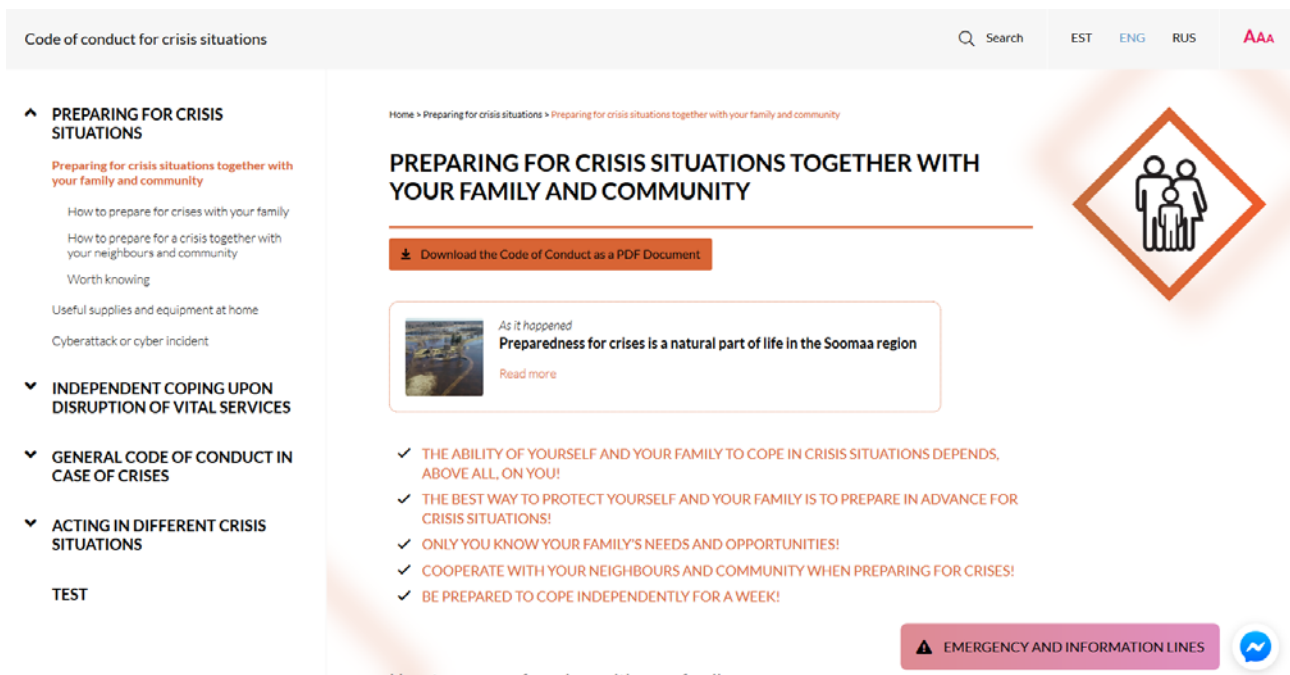 Code of conduct for crisis situations
Search
EST ENG RUS
AAA
PREPARING FOR CRISIS
SITUATIONS
Preparing for crisis situations together with
your family and community
How to prepare for crises with your family
How to prepare for a crisis together with
your neighbours and community
Worth knowing
Useful supplies and equipment at home
Cyberattack or cyber incident
INDEPENDENT COPING UPON
DISRUPTION OF VITAL SERVICES
GENERAL CODE OF CONDUCT IN
CASE OF CRISES
ACTING IN DIFFERENT CRISIS
SITUATIONS
TEST
Home > Preparing for crisis situations > Preparing for crisis situations together with your family and community
PREPARING FOR CRISIS SITUATIONS TOGETHER WITH
YOUR FAMILY AND COMMUNITY
Download the Code of Conduct as a PDF Document
As it happened
Preparedness for crises is a natural part of life in the Soomaa region
Read more
THE ABILITY OF YOURSELF AND YOUR FAMILY TO COPE IN CRISIS SITUATIONS DEPENDS,
ABOVE ALL, ON YOU!
THE BEST WAY TO PROTECT YOURSELF AND YOUR FAMILY IS TO PREPARE IN ADVANCE FOR
CRISIS SITUATIONS!
ONLY YOU KNOW YOUR FAMILY'S NEEDS AND OPPORTUNITIES!
COOPERATE WITH YOUR NEIGHBOURS AND COMMUNITY WHEN PREPARING FOR CRISES!
BE PREPARED TO COPE INDEPENDENTLY FOR A WEEK!
EMERGENCY AND INFORMATION LINES